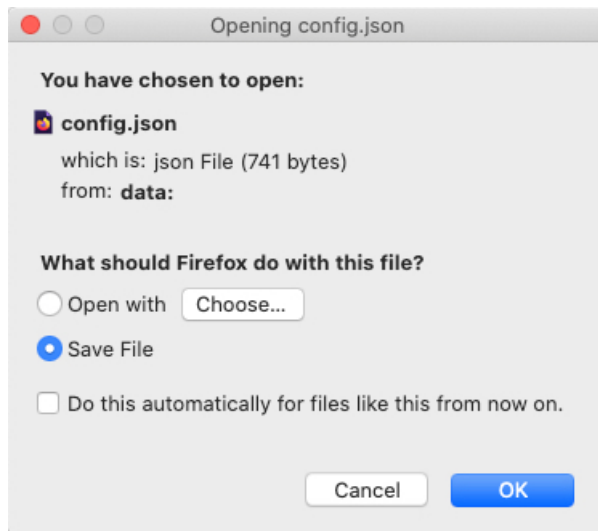 Opening config.json
You have chosen to open:
config.json
which is: json File (741 bytes)
from: data:
What should Firefox do with this file?
Open with Choose...
Save File
Do this automatically for files like this from now on.
Cancel OK